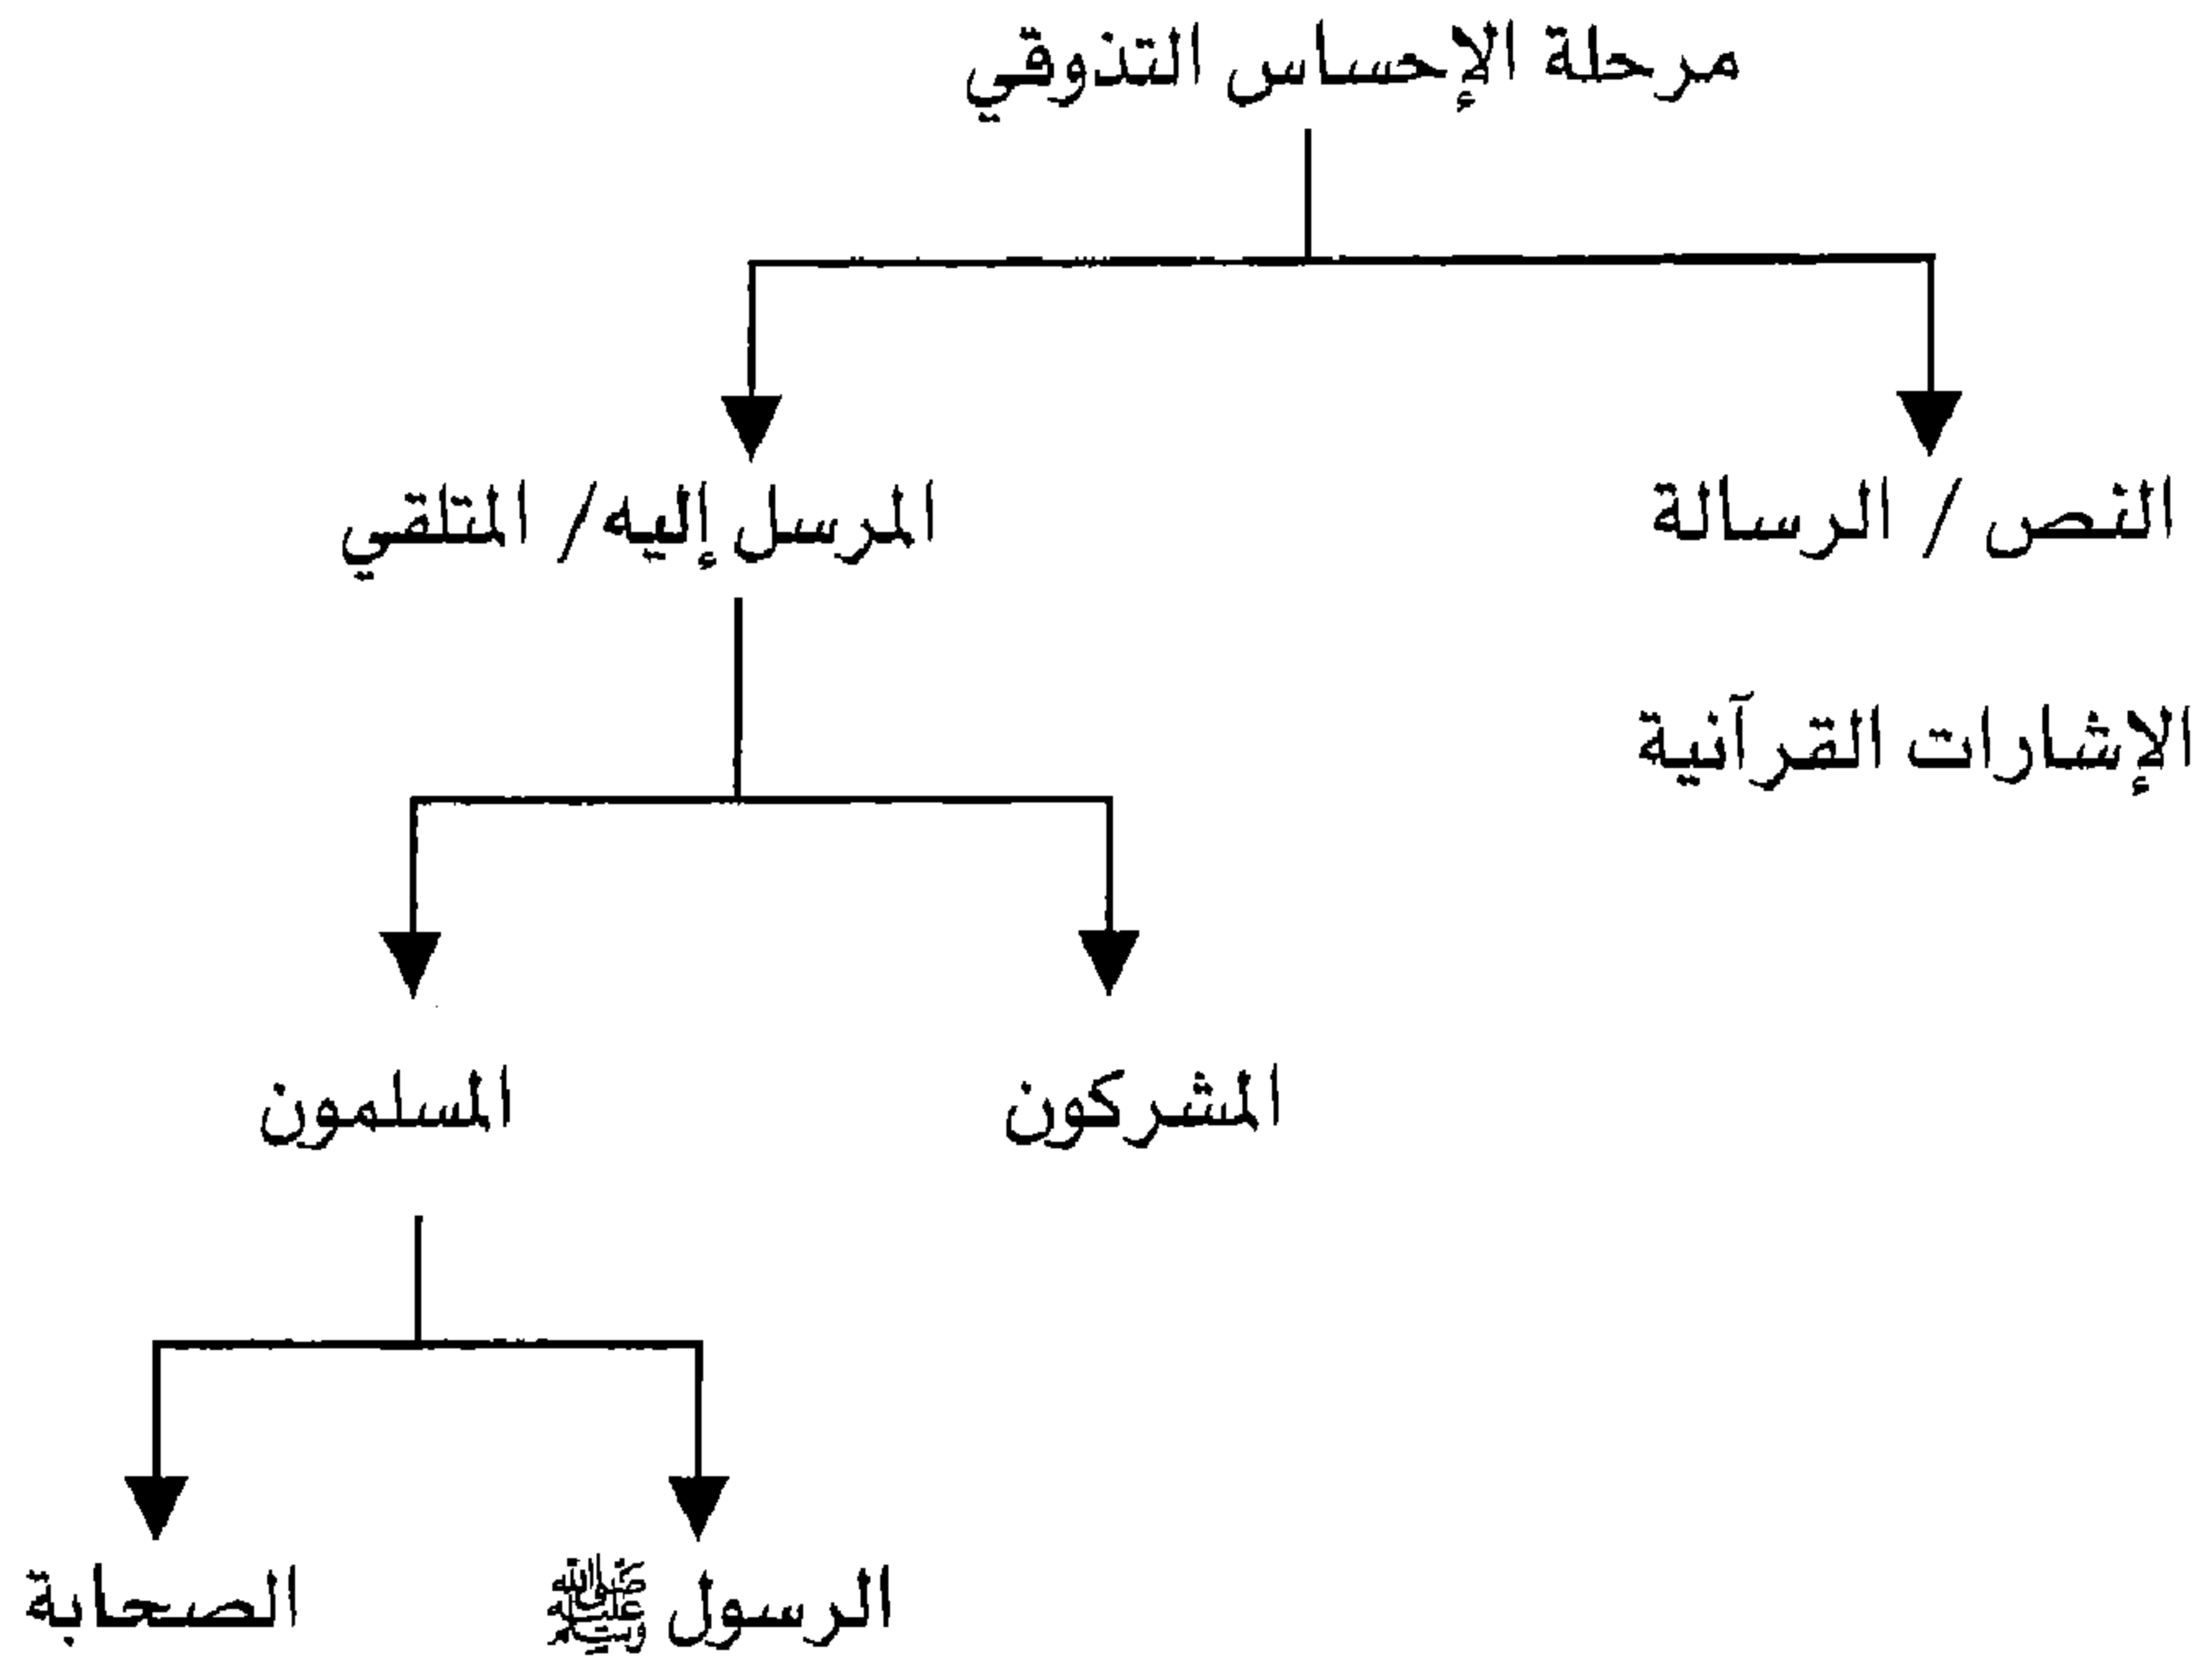 مرحلة الإحساس التذوقي
النص / الرسالة
المرسل إليه/ المتلقي
الإشارات القرآنية
المشركون
المسلمون
الرسول ﷺ
الصحابة